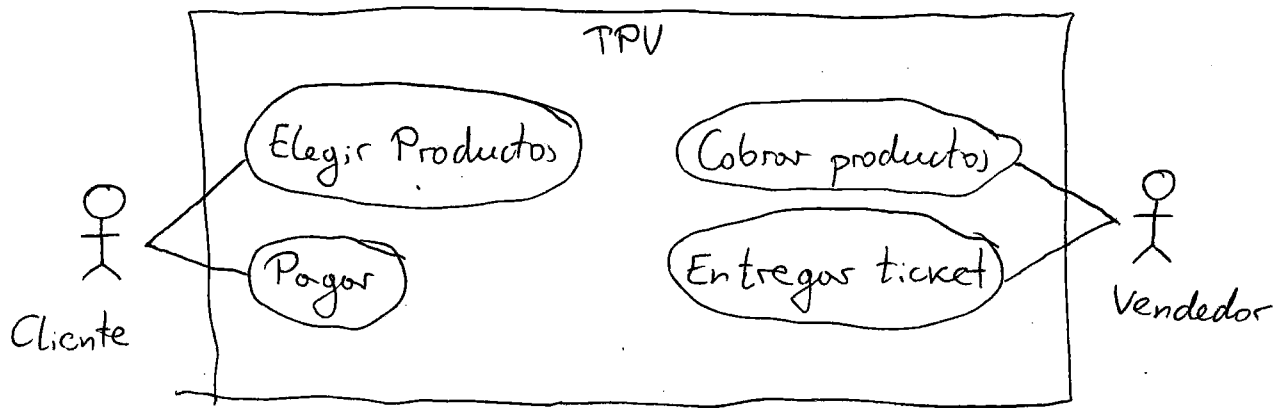 TPV
Elegir Productos
Cobrar productos
Pagar
Entregar ticket
Cliente
Vendedor